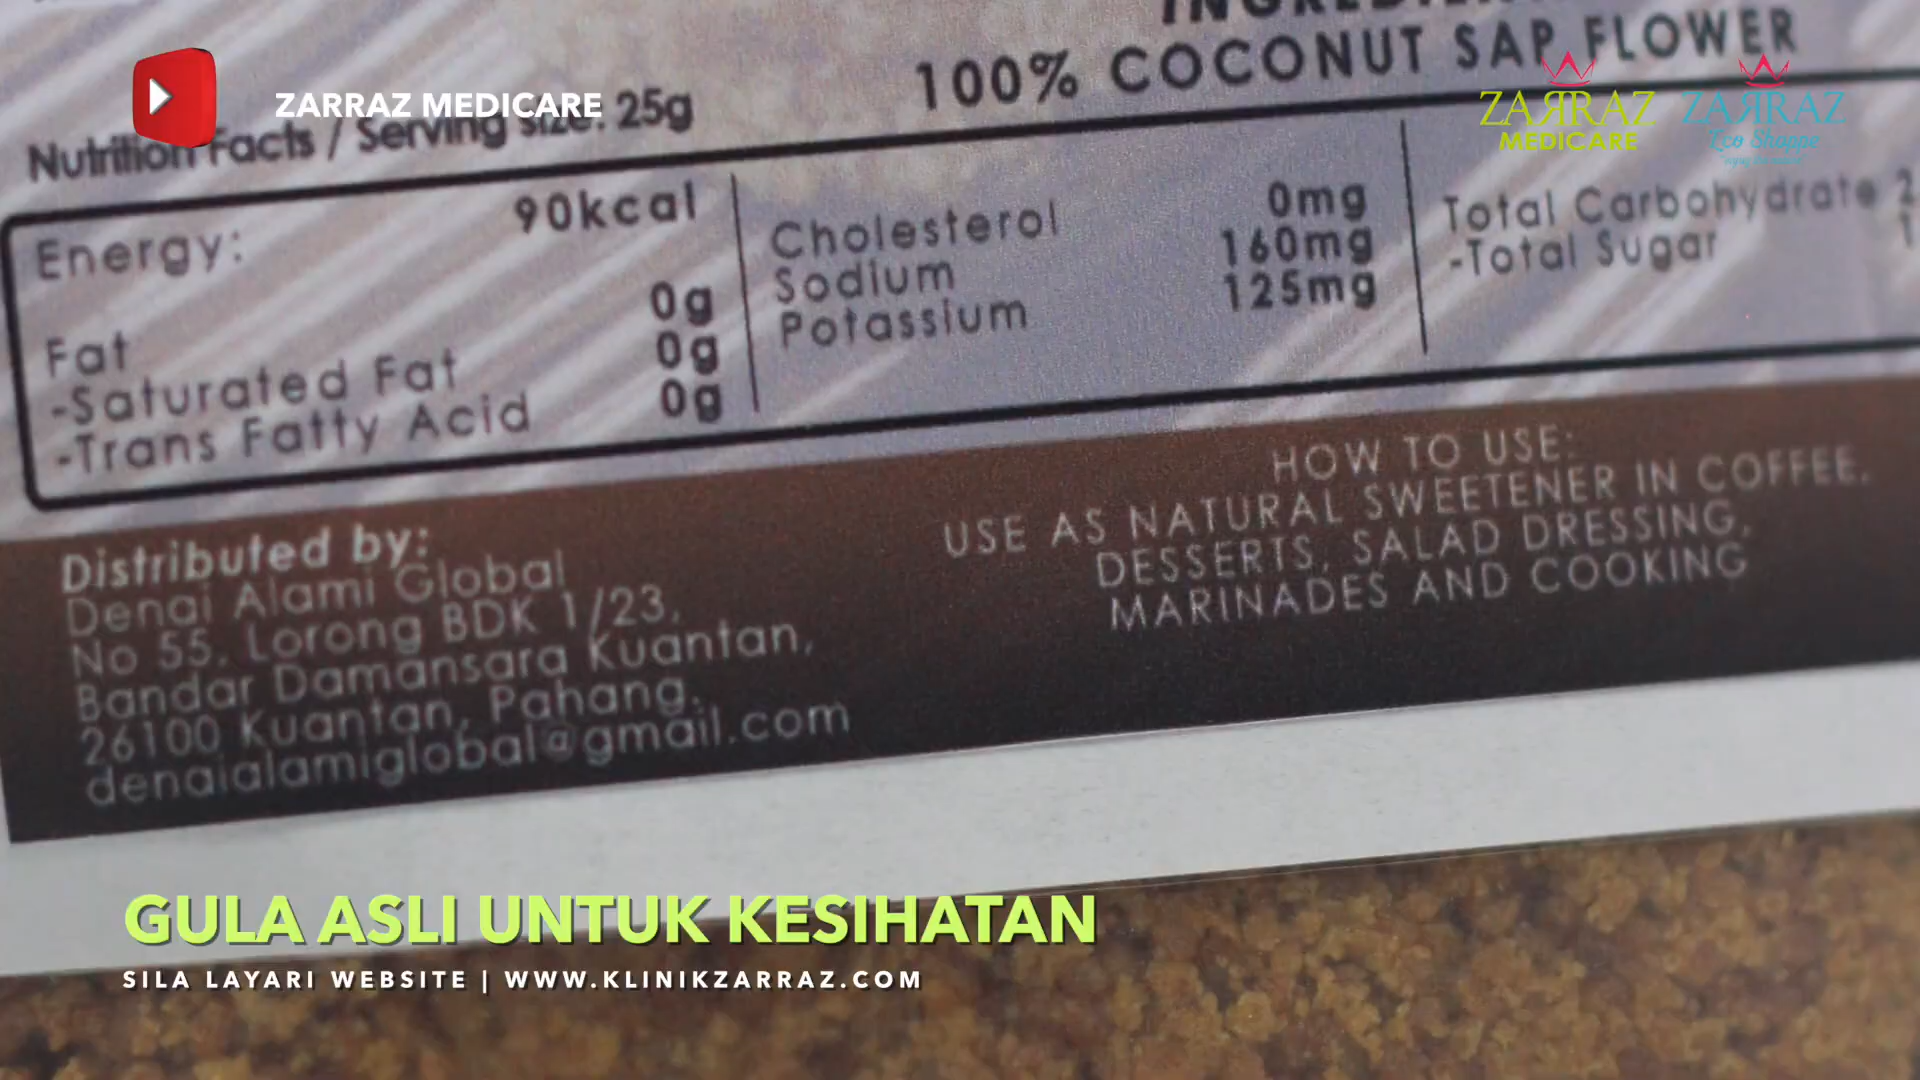 ZARRAZ MEDICARE
100% COCONUT SAP FLOWER
ZARRAZ
MEDICARE
ZARRAZ
Eco Shoppe
Nutrition Facts / Serving size: 25g
Energy: 90kcal
Fat 0g
-Saturated Fat 0g
-Trans Fatty Acid 0g
Cholesterol 0mg
Sodium 160mg
Potassium 125mg
Total Carbohydrate
-Total Sugar
Distributed by:
Denai Alami Global
No 55, Lorong BDK 1/23,
Bandar Damansara Kuantan,
26100 Kuantan, Pahang.
denaialamiglobal@gmail.com
HOW TO USE:
USE AS NATURAL SWEETENER IN COFFEE,
DESSERTS, SALAD DRESSING,
MARINADES AND COOKING
GULA ASLI UNTUK KESIHATAN
SILA LAYARI WEBSITE | WWW.KLINIKZARRAZ.COM